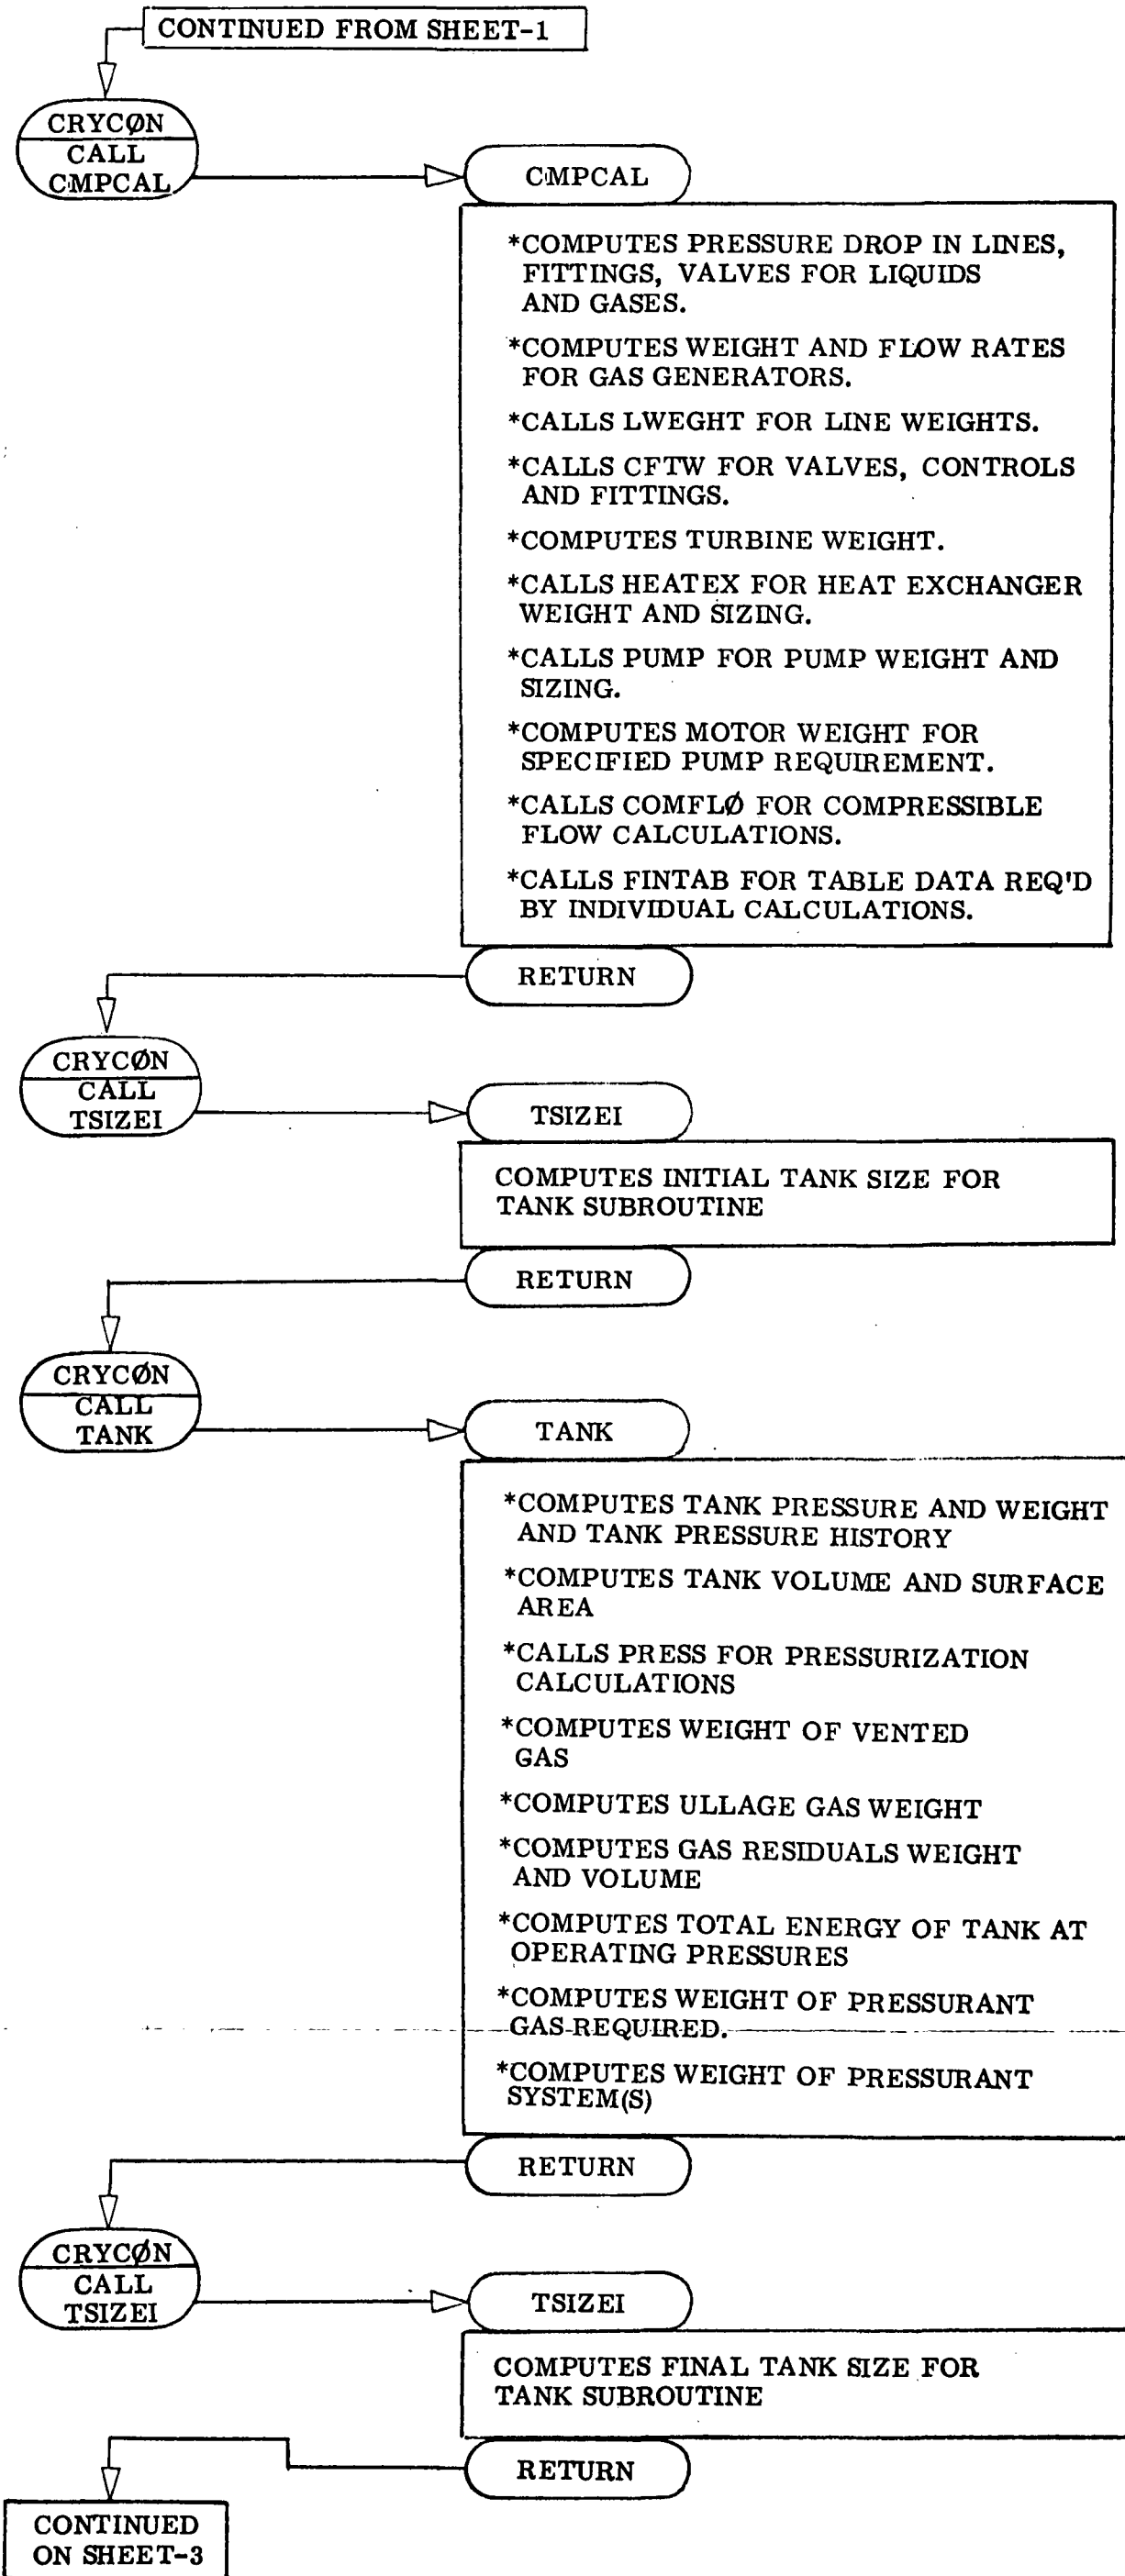 CONTINUED FROM SHEET-1
CRYCØN
CALL
CMPCAL
CMPCAL
*COMPUTES PRESSURE DROP IN LINES,
FITTINGS, VALVES FOR LIQUIDS
AND GASES.
*COMPUTES WEIGHT AND FLOW RATES
FOR GAS GENERATORS.
*CALLS LWEGHT FOR LINE WEIGHTS.
*CALLS CFTW FOR VALVES, CONTROLS
AND FITTINGS.
*COMPUTES TURBINE WEIGHT.
*CALLS HEATEX FOR HEAT EXCHANGER
WEIGHT AND SIZING.
*CALLS PUMP FOR PUMP WEIGHT AND
SIZING.
*COMPUTES MOTOR WEIGHT FOR
SPECIFIED PUMP REQUIREMENT.
*CALLS COMFLØ FOR COMPRESSIBLE
FLOW CALCULATIONS.
*CALLS FINTAB FOR TABLE DATA REQ'D
BY INDIVIDUAL CALCULATIONS.
RETURN
CRYCØN
CALL
TSIZEI
TSIZEI
COMPUTES INITIAL TANK SIZE FOR
TANK SUBROUTINE
RETURN
CRYCØN
CALL
TANK
TANK
*COMPUTES TANK PRESSURE AND WEIGHT
AND TANK PRESSURE HISTORY
*COMPUTES TANK VOLUME AND SURFACE
AREA
*CALLS PRESS FOR PRESSURIZATION
CALCULATIONS
*COMPUTES WEIGHT OF VENTED
GAS
*COMPUTES ULLAGE GAS WEIGHT
*COMPUTES GAS RESIDUALS WEIGHT
AND VOLUME
*COMPUTES TOTAL ENERGY OF TANK AT
OPERATING PRESSURES
*COMPUTES WEIGHT OF PRESSURANT
GAS REQUIRED.
*COMPUTES WEIGHT OF PRESSURANT
SYSTEM(S)
RETURN
CRYCØN
CALL
TSIZEI
TSIZEI
COMPUTES FINAL TANK SIZE FOR
TANK SUBROUTINE
RETURN
CONTINUED
ON SHEET-3